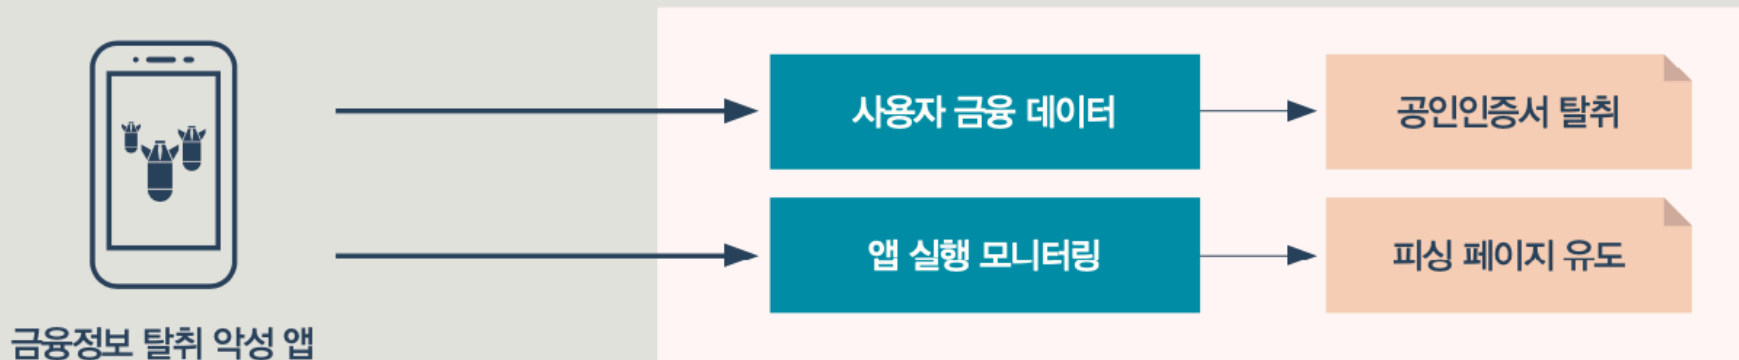 사용자 금융 데이터
공인인증서 탈취
앱 실행 모니터링
피싱 페이지 유도
금융정보 탈취 악성 앱